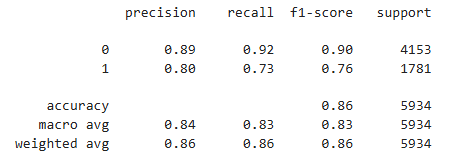 precision recall f1-score support
0 0.89 0.92 0.90 4153
1 0.80 0.73 0.76 1781
accuracy 0.86 5934
macro avg 0.84 0.83 0.83 5934
weighted avg 0.86 0.86 0.86 5934